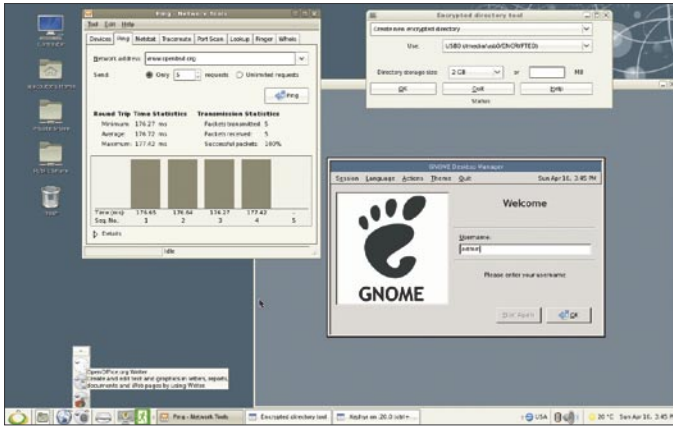 Ping - Network Tools
Tool Edit Help
Devices Ping Netstat Traceroute Port Scan Lookup Finger Whois
Network address:
Send: Only 5 requests Unlimited requests
Ping
Round Trip Time Statistics Transmission Statistics
Minimum: 176.27 ms Packets transmitted: 5
Average: 176.72 ms Packets received: 5
Maximum: 177.42 ms Successful packets: 100%
Time (ms) 176.65 176.64 176.27 177.42 -
Seq. No. 1 2 3 4 5
Details
Idle
Encrypted directory tool
Create new encrypted directory
Use:
Directory storage size 2 GB or MB
OK Quit Help
Status
GNOME Desktop Manager
Session Language Actions Theme Quit Sun Apr 16, 3:45 PM
GNOME
Welcome
Username:
Please enter your username
Start Again OK
OpenOffice.org Writer
Create and edit text and graphics in letters, reports,
documents and Web pages by using Writer.
Ping - Network Tools
Encrypted directory tool
USA
20 °C
Sun Apr 16, 3:45 P